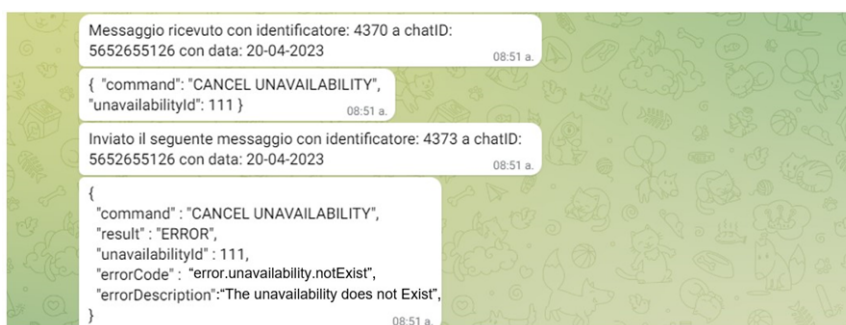 Messaggio ricevuto con identificatore: 4370 a chatID:
5652655126 con data: 20-04-2023
08:51 a.
{ "command": "CANCEL UNAVAILABILITY",
"unavailabilityId": 111 }
08:51 a.
Inviato il seguente messaggio con identificatore: 4373 a chatID:
5652655126 con data: 20-04-2023
08:51 a.
{
"command" : "CANCEL UNAVAILABILITY",
"result" : "ERROR",
"unavailabilityId" : 111,
"errorCode" : “error.unavailability.notExist”,
"errorDescription":“The unavailability does not Exist”,
}
08:51 a.